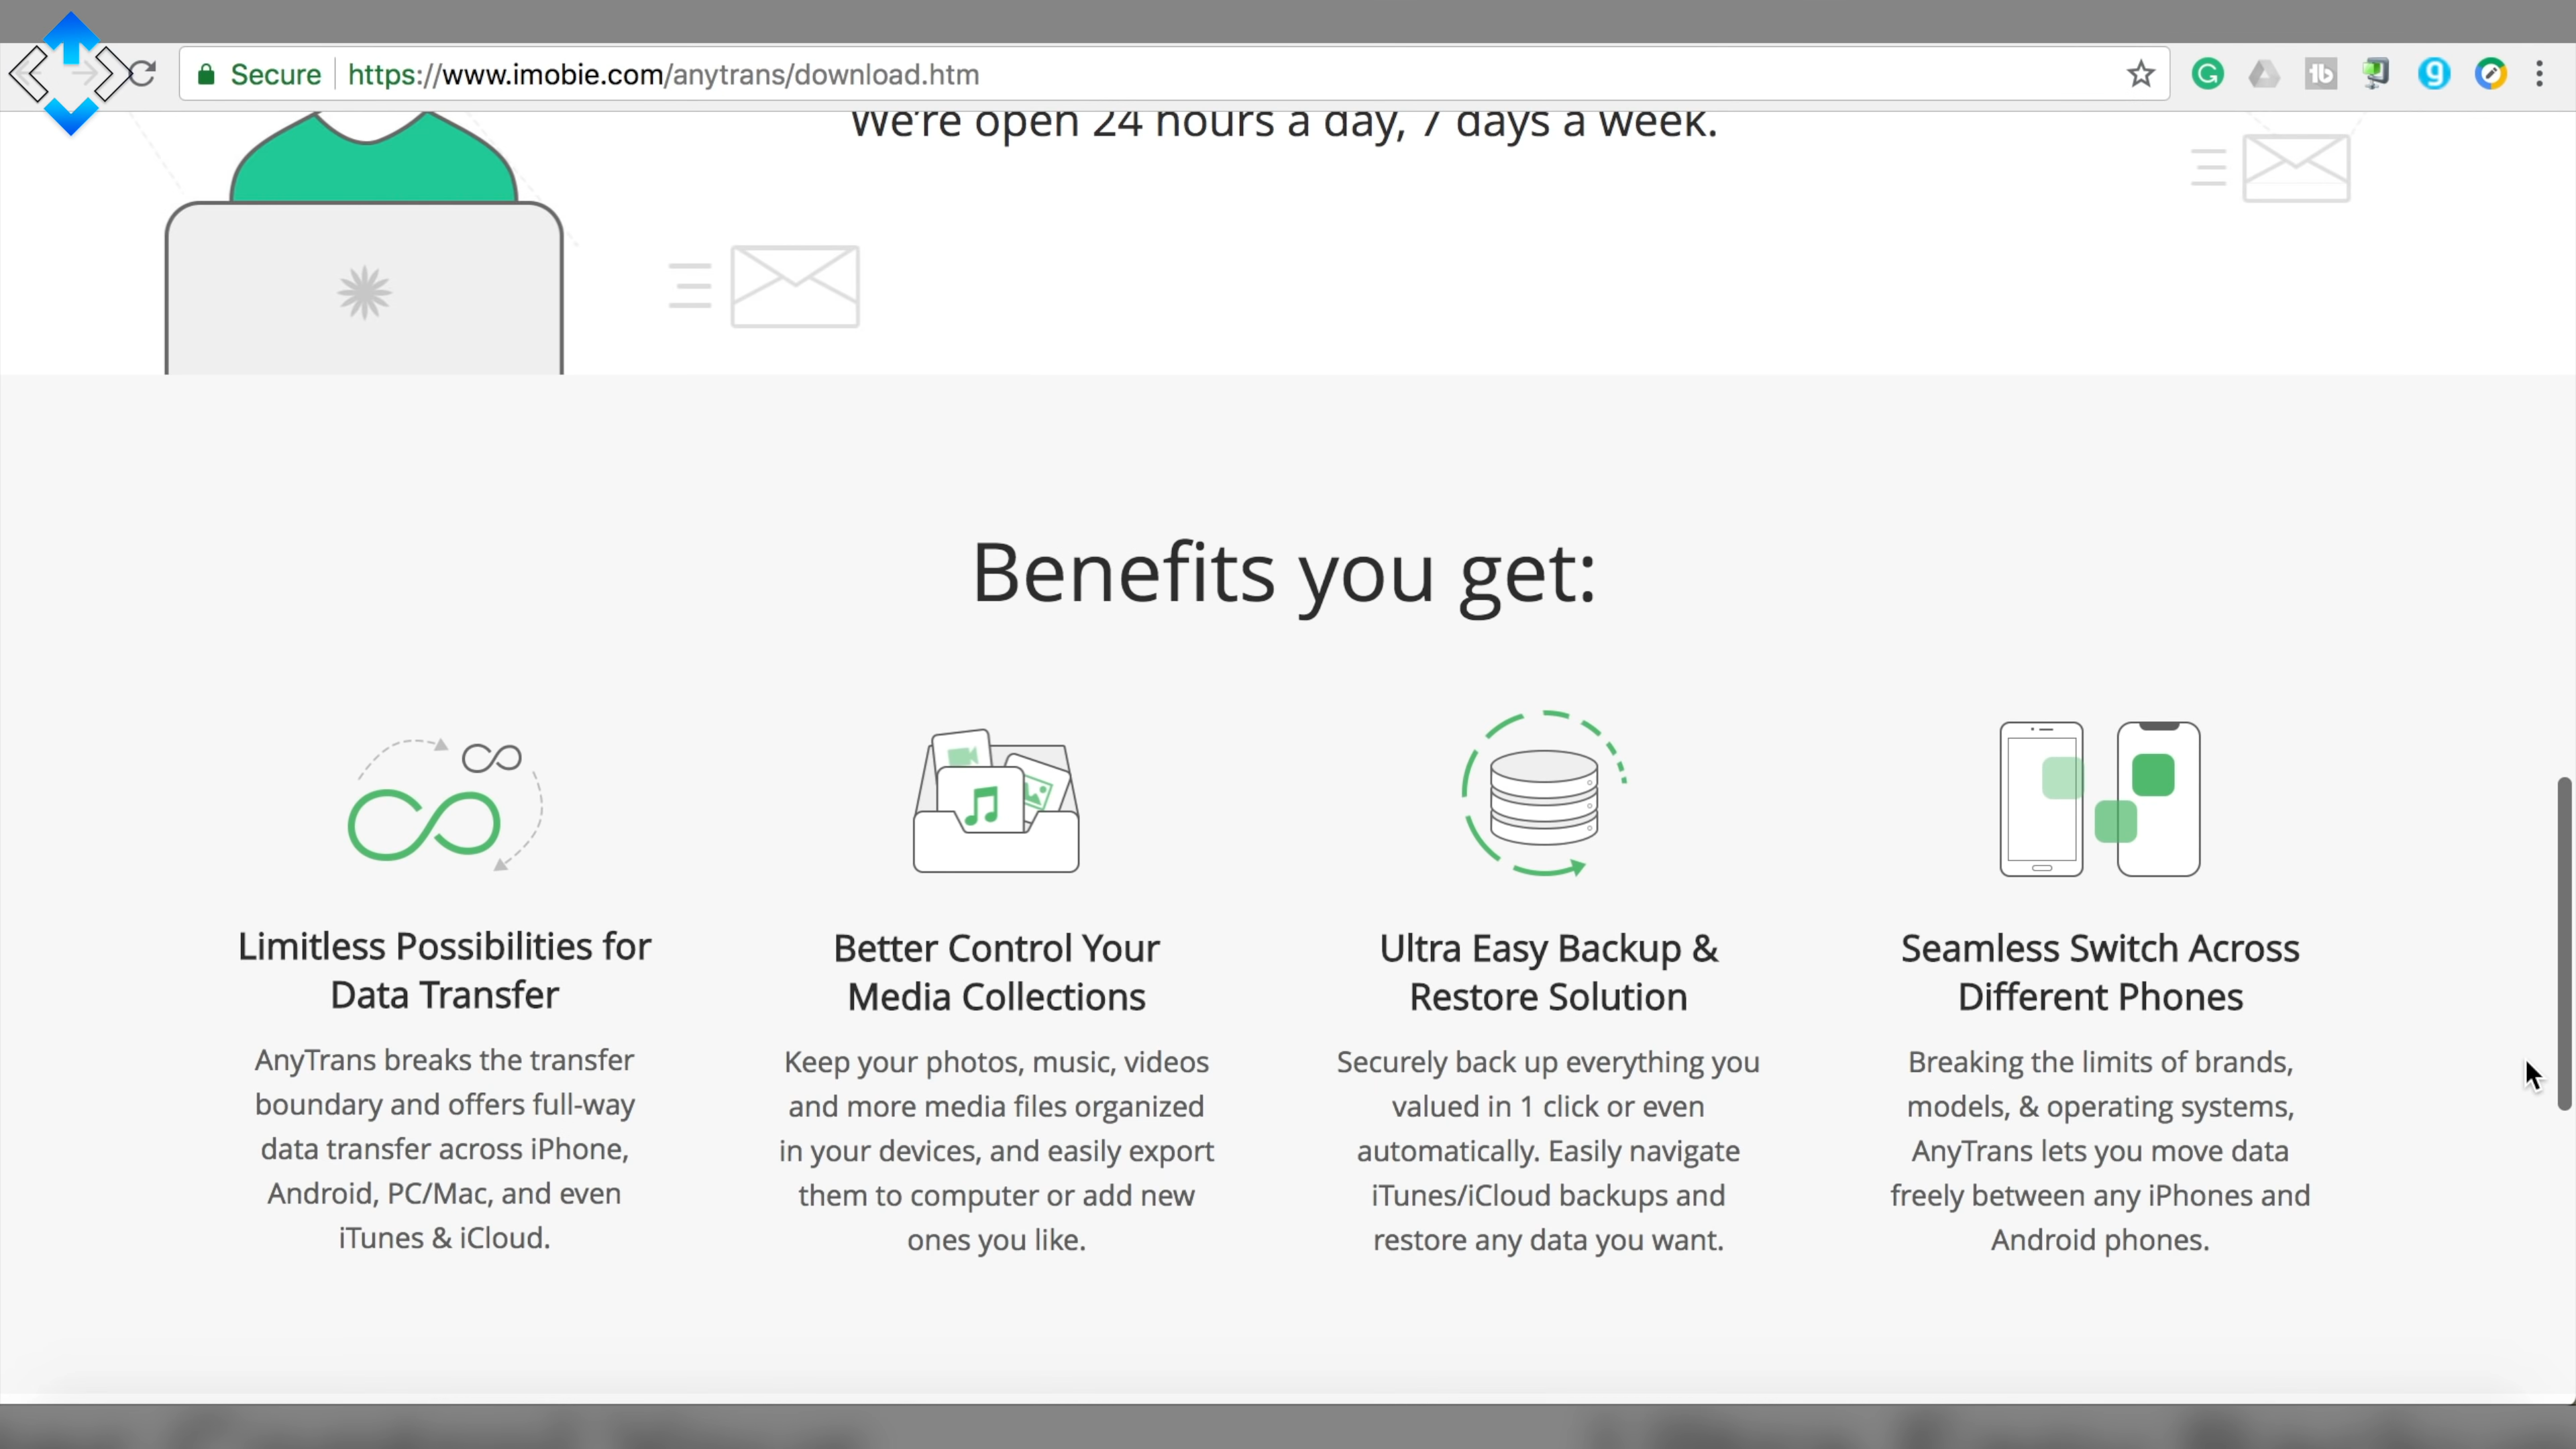 Secure https://www.imobie.com/anytrans/download.htm
We're open 24 hours a day, 7 days a week.
Benefits you get:
Limitless Possibilities for
Data Transfer
AnyTrans breaks the transfer
boundary and offers full-way
data transfer across iPhone,
Android, PC/Mac, and even
iTunes & iCloud.
Better Control Your
Media Collections
Keep your photos, music, videos
and more media files organized
in your devices, and easily export
them to computer or add new
ones you like.
Ultra Easy Backup &
Restore Solution
Securely back up everything you
valued in 1 click or even
automatically. Easily navigate
iTunes/iCloud backups and
restore any data you want.
Seamless Switch Across
Different Phones
Breaking the limits of brands,
models, & operating systems,
AnyTrans lets you move data
freely between any iPhones and
Android phones.